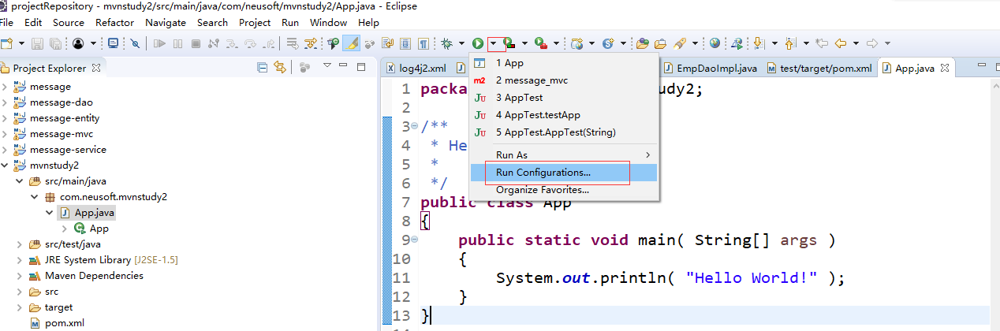 projectRepository - mvnstudy2/src/main/java/com/neusoft/mvnstudy2/App.java - Eclipse
File Edit Source Refactor Navigate Search Project Run Window Help
Project Explorer
message
message-dao
message-entity
message-mvc
message-service
mvnstudy2
src/main/java
com.neusoft.mvnstudy2
App.java
App
src/test/java
JRE System Library [J2SE-1.5]
Maven Dependencies
src
target
pom.xml
1 App
m2 2 message_mvc
Ju 3 AppTest
Ju 4 AppTest.testApp
Ju 5 AppTest.AppTest(String)
Run As
Run Configurations...
Organize Favorites...
log4j2.xml EmpDaoImpl.java test/target/pom.xml App.java
1 packa udy2;
2
3 /**
4 * He
5 *
6 */
7 public class App
8 {
9 public static void main( String[] args )
10 {
11 System.out.println( "Hello World!" );
12 }
13 }